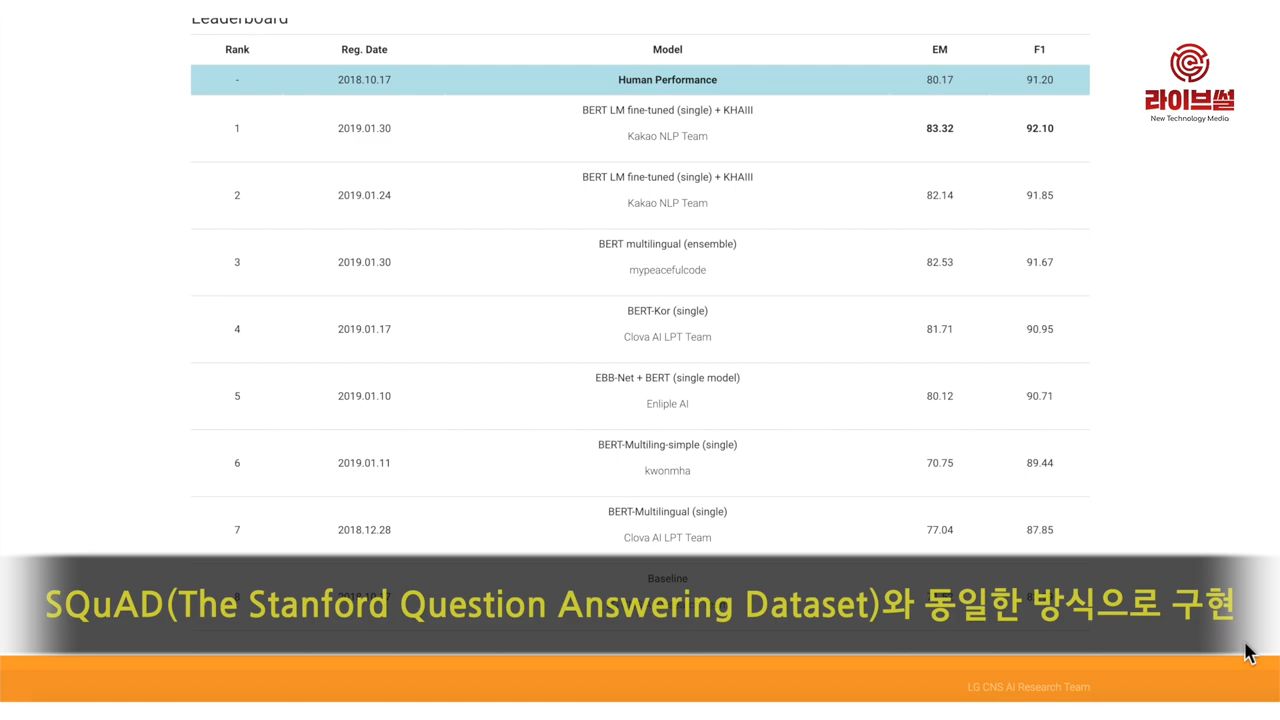 Leaderboard
Rank Reg. Date Model EM F1
- 2018.10.17 Human Performance 80.17 91.20
1 2019.01.30 BERT LM fine-tuned (single) + KHAIII 83.32 92.10
Kakao NLP Team
2 2019.01.24 BERT LM fine-tuned (single) + KHAIII 82.14 91.85
Kakao NLP Team
3 2019.01.30 BERT multilingual (ensemble) 82.53 91.67
mypeacefulcode
4 2019.01.17 BERT-Kor (single) 81.71 90.95
Clova AI LPT Team
5 2019.01.10 EBB-Net + BERT (single model) 80.12 90.71
Enliple AI
6 2019.01.11 BERT-Multiling-simple (single) 70.75 89.44
kwonmha
7 2018.12.28 BERT-Multilingual (single) 77.04 87.85
Clova AI LPT Team
Baseline
SQuAD(The Stanford Question Answering Dataset)와 동일한 방식으로 구현
LG CNS AI Research Team
라이브썰
New Technology Media